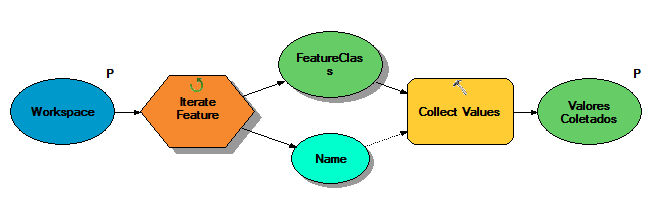 P
Workspace
Iterate
Feature
FeatureClas
s
Name
Collect Values
P
Valores
Coletados